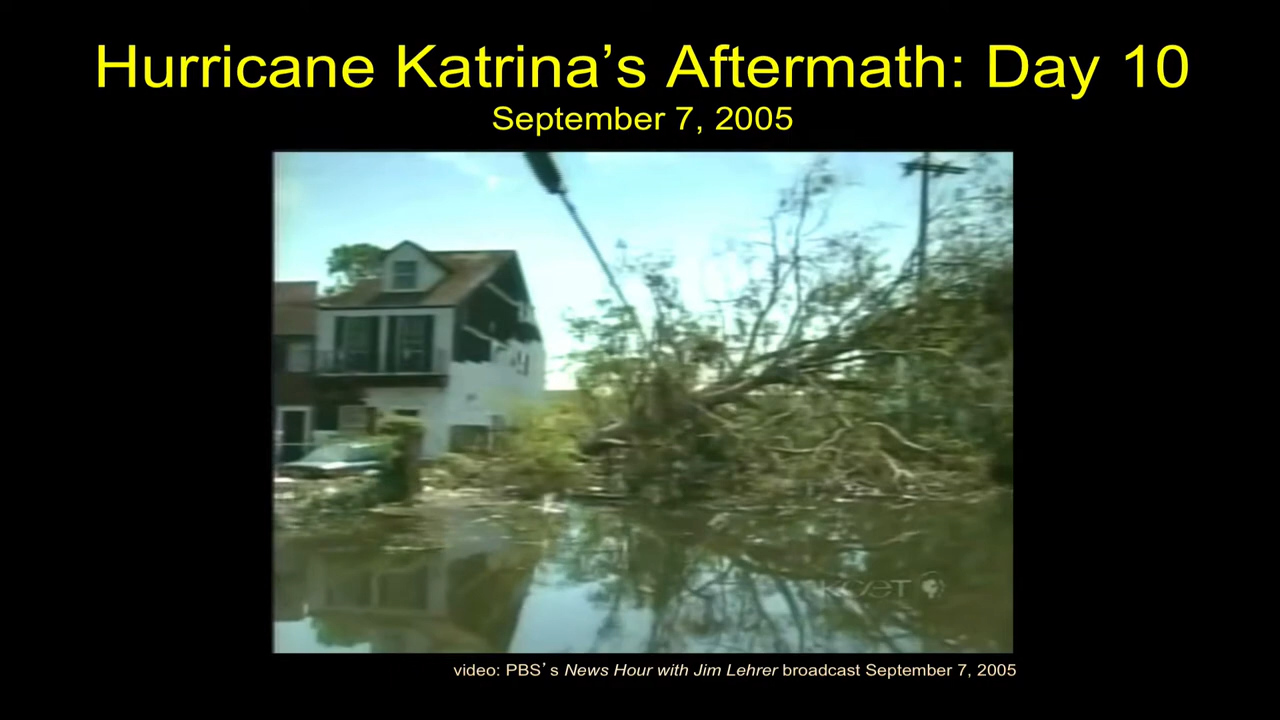 Hurricane Katrina’s Aftermath: Day 10
September 7, 2005
KCET
video: PBS’s News Hour with Jim Lehrer broadcast September 7, 2005